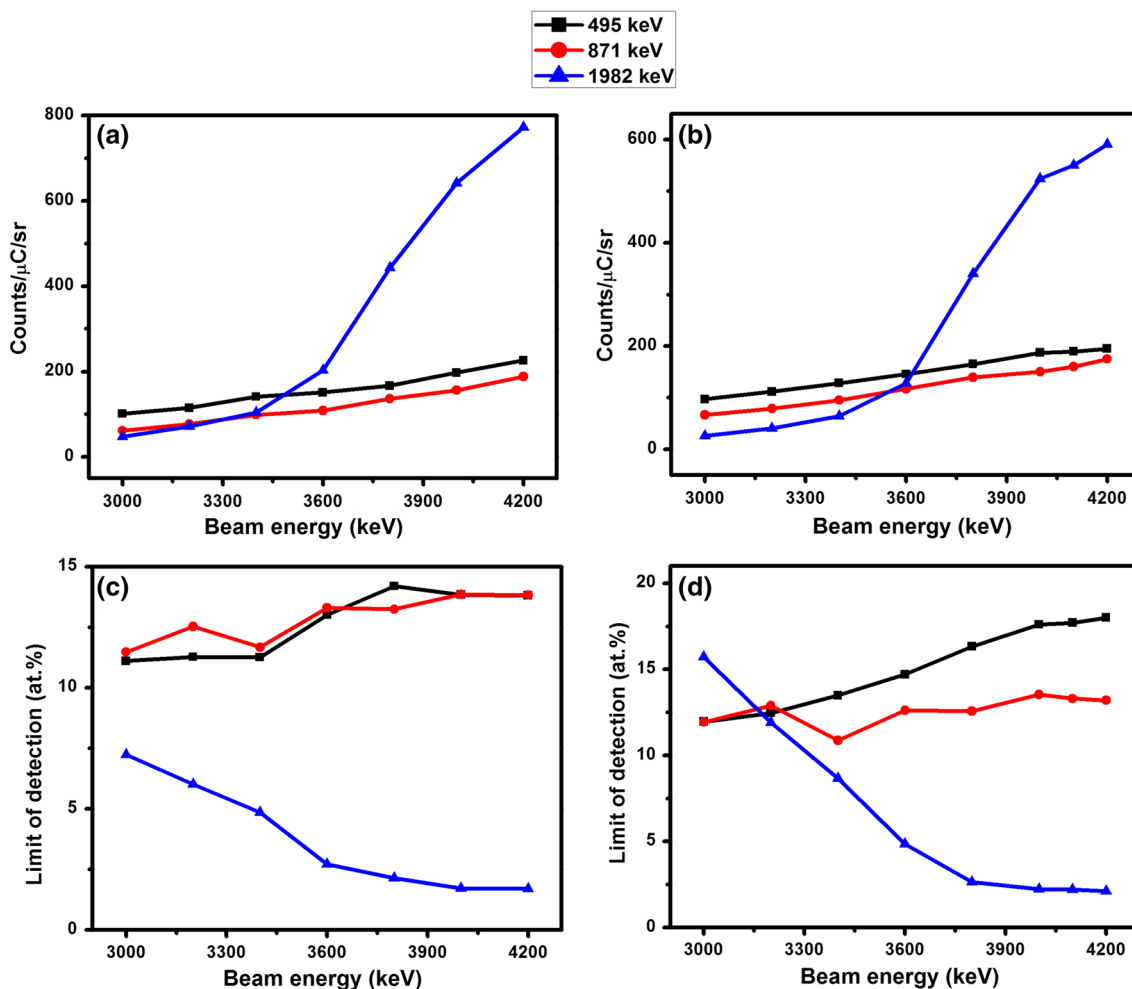 495 keV
871 keV
1982 keV
(a)
800
600
400
200
0
Counts/μC/sr
3000 3300 3600 3900 4200
Beam energy (keV)
(b)
600
400
200
0
Counts/μC/sr
3000 3300 3600 3900 4200
Beam energy (keV)
(c)
15
10
5
0
Limit of detection (at.%)
3000 3300 3600 3900 4200
Beam energy (keV)
(d)
20
15
10
5
0
Limit of detection (at.%)
3000 3300 3600 3900 4200
Beam energy (keV)